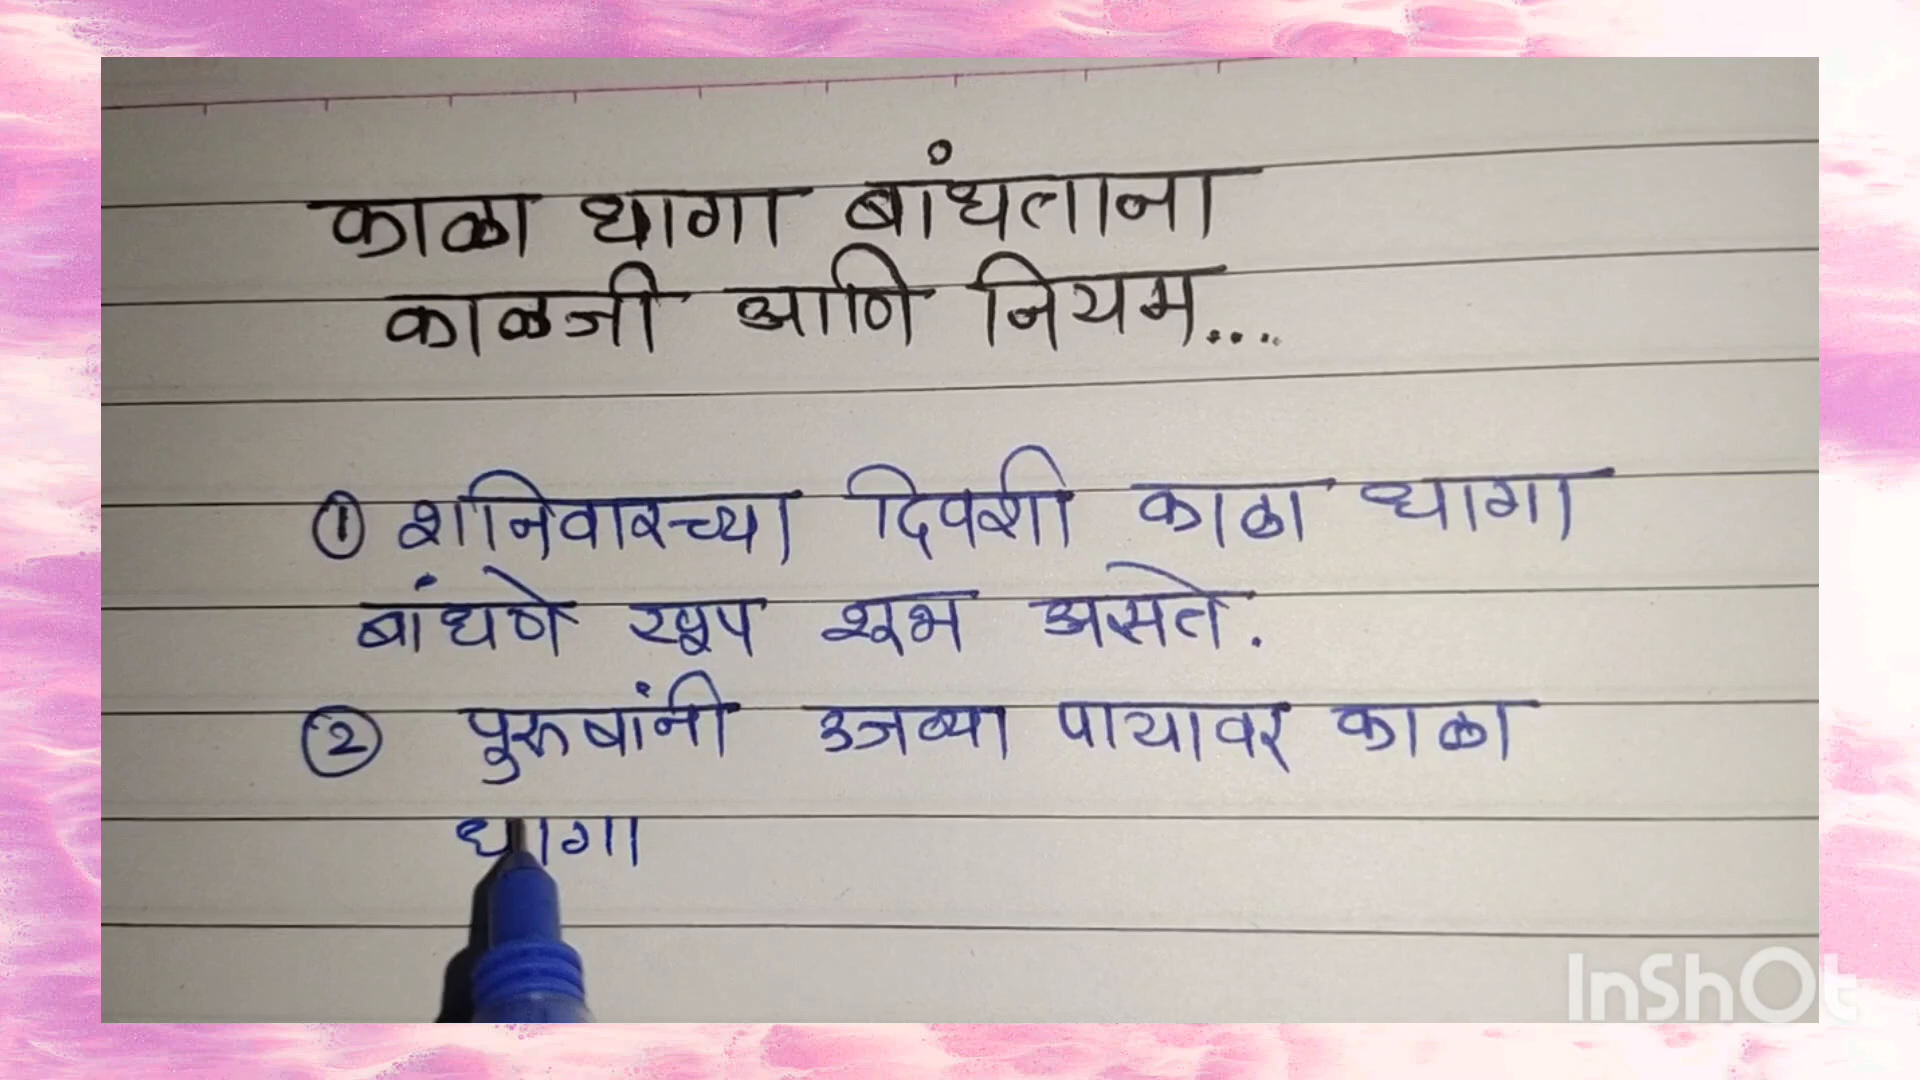 काळा धागा बांधताना
काळजी आणि नियम....
① शनिवारच्या दिवशी काळा धागा
बांधणे खूप शुभ असते.
② पुरुषांनी उजव्या पायावर काळा
धागा
InShOt